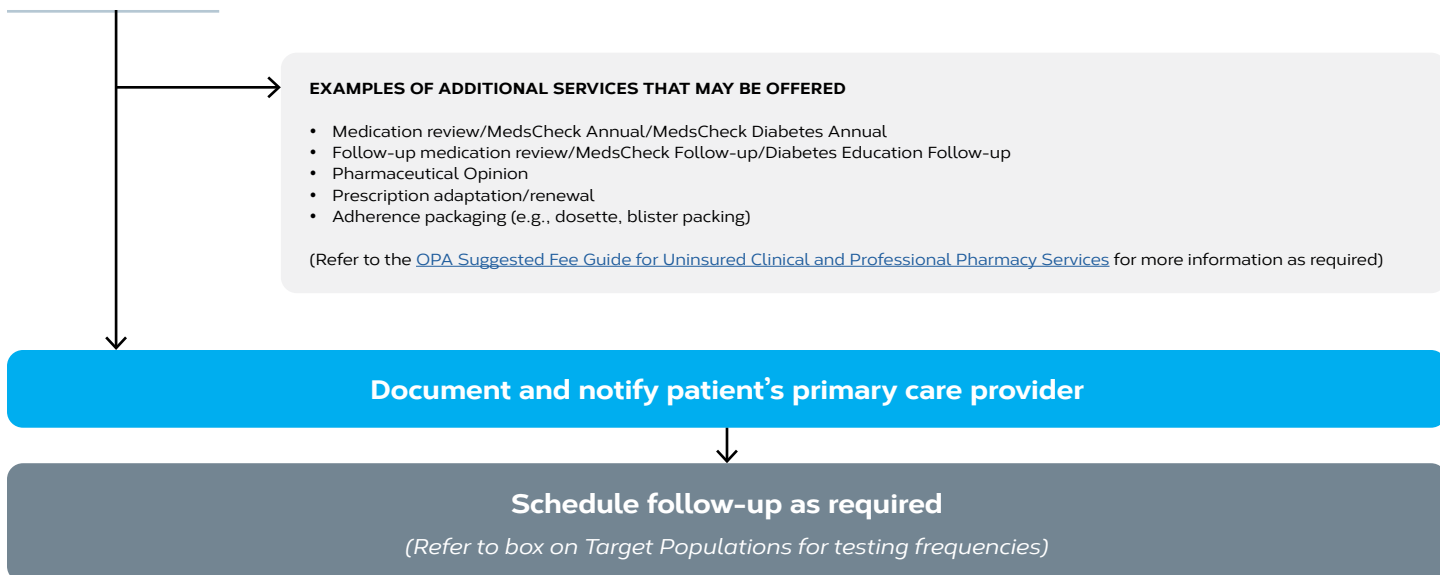 EXAMPLES OF ADDITIONAL SERVICES THAT MAY BE OFFERED
• Medication review/MedsCheck Annual/MedsCheck Diabetes Annual
• Follow-up medication review/MedsCheck Follow-up/Diabetes Education Follow-up
• Pharmaceutical Opinion
• Prescription adaptation/renewal
• Adherence packaging (e.g., dosette, blister packing)
(Refer to the OPA Suggested Fee Guide for Uninsured Clinical and Professional Pharmacy Services for more information as required)
Document and notify patient’s primary care provider
Schedule follow-up as required
(Refer to box on Target Populations for testing frequencies)